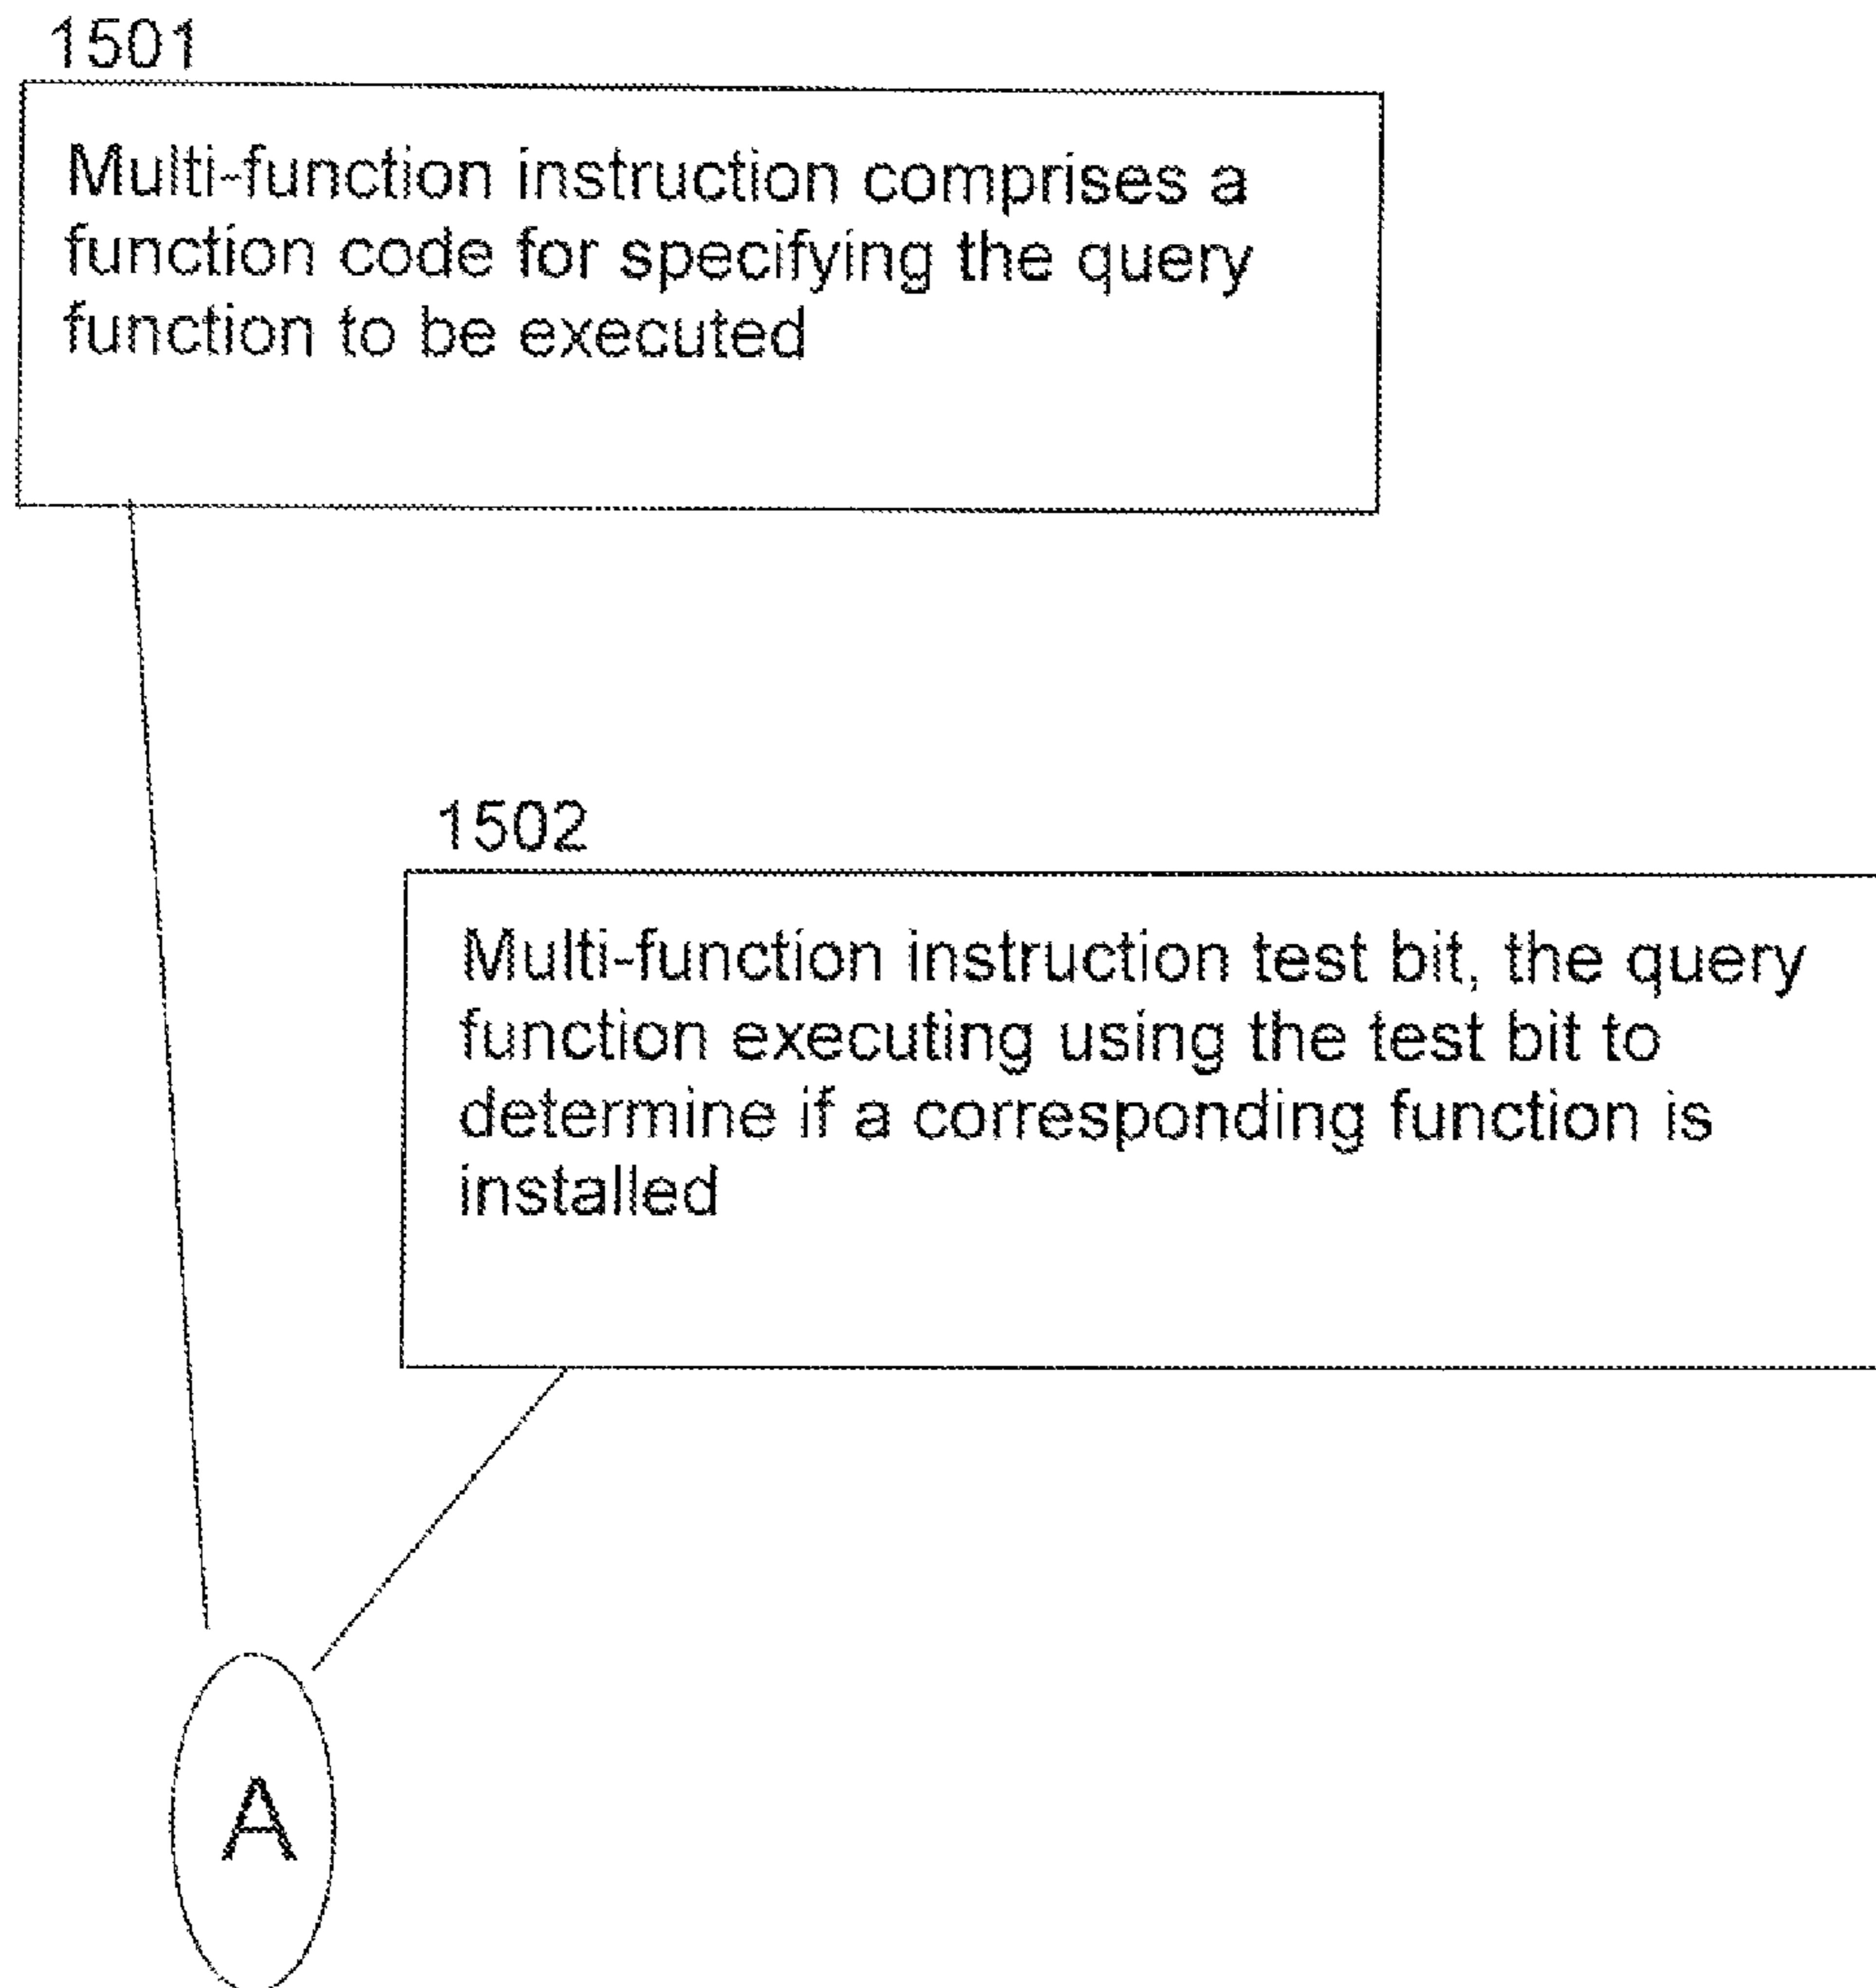 1501
Multi-function instruction comprises a
function code for specifying the query
function to be executed
1502
Multi-function instruction test bit, the query
function executing using the test bit to
determine if a corresponding function is
installed
A